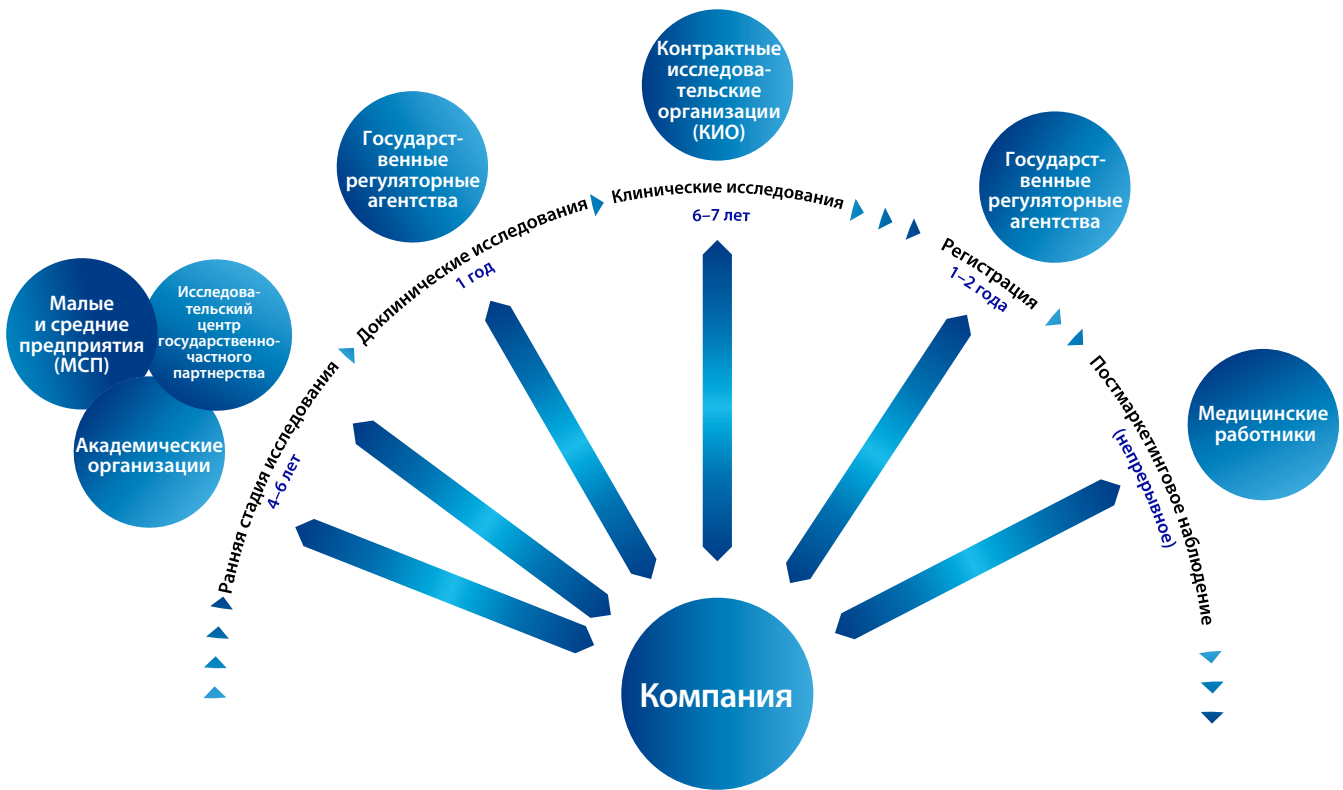 Контрактные
исследова-
тельские
организации
(КИО)
Государст-
венные
регуляторные
агентства
Государст-
венные
регуляторные
агентства
Клинические исследования
6–7 лет
Доклинические исследования
1 год
Регистрация
1–2 года
Малые
и средние
предприятия
(МСП)
Исследова-
тельский
центр
государственно-
частного
партнерства
Академические
организации
Ранняя стадия исследования
4–6 лет
Постмаркетинговое наблюдение
(непрерывное)
Медицинские
работники
Компания